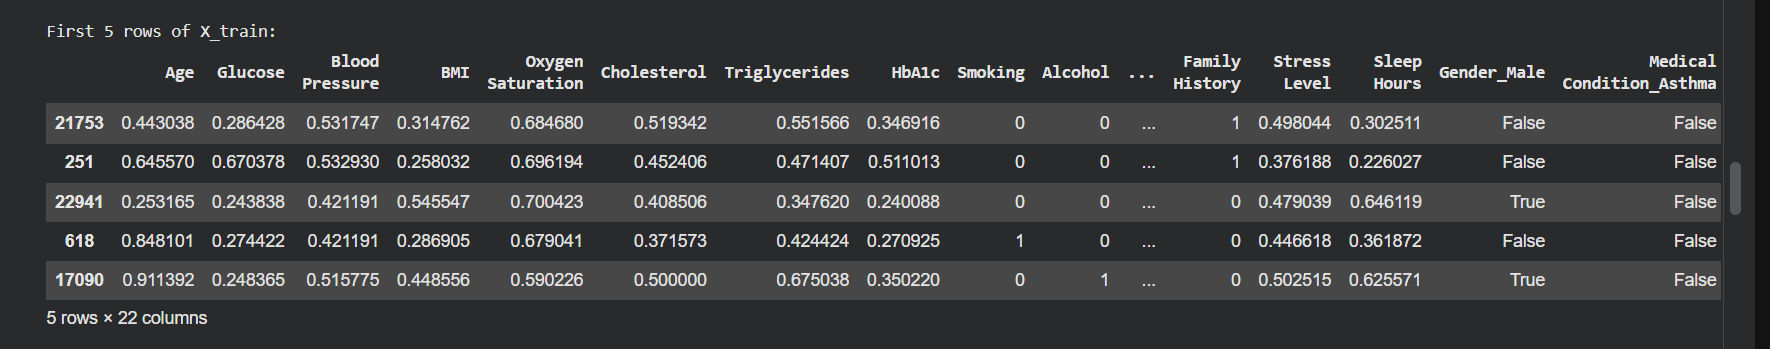 First 5 rows of X_train:
Age Glucose Blood Pressure BMI Oxygen Saturation Cholesterol Triglycerides HbA1c Smoking Alcohol ... Family History Stress Level Sleep Hours Gender_Male Medical Condition_Asthma
21753 0.443038 0.286428 0.531747 0.314762 0.684680 0.519342 0.551566 0.346916 0 0 ... 1 0.498044 0.302511 False False
251 0.645570 0.670378 0.532930 0.258032 0.696194 0.452406 0.471407 0.511013 0 0 ... 1 0.376188 0.226027 False False
22941 0.253165 0.243838 0.421191 0.545547 0.700423 0.408506 0.347620 0.240088 0 0 ... 0 0.479039 0.646119 True False
618 0.848101 0.274422 0.421191 0.286905 0.679041 0.371573 0.424424 0.270925 1 0 ... 0 0.446618 0.361872 False False
17090 0.911392 0.248365 0.515775 0.448556 0.590226 0.500000 0.675038 0.350220 0 1 ... 0 0.502515 0.625571 True False
5 rows × 22 columns